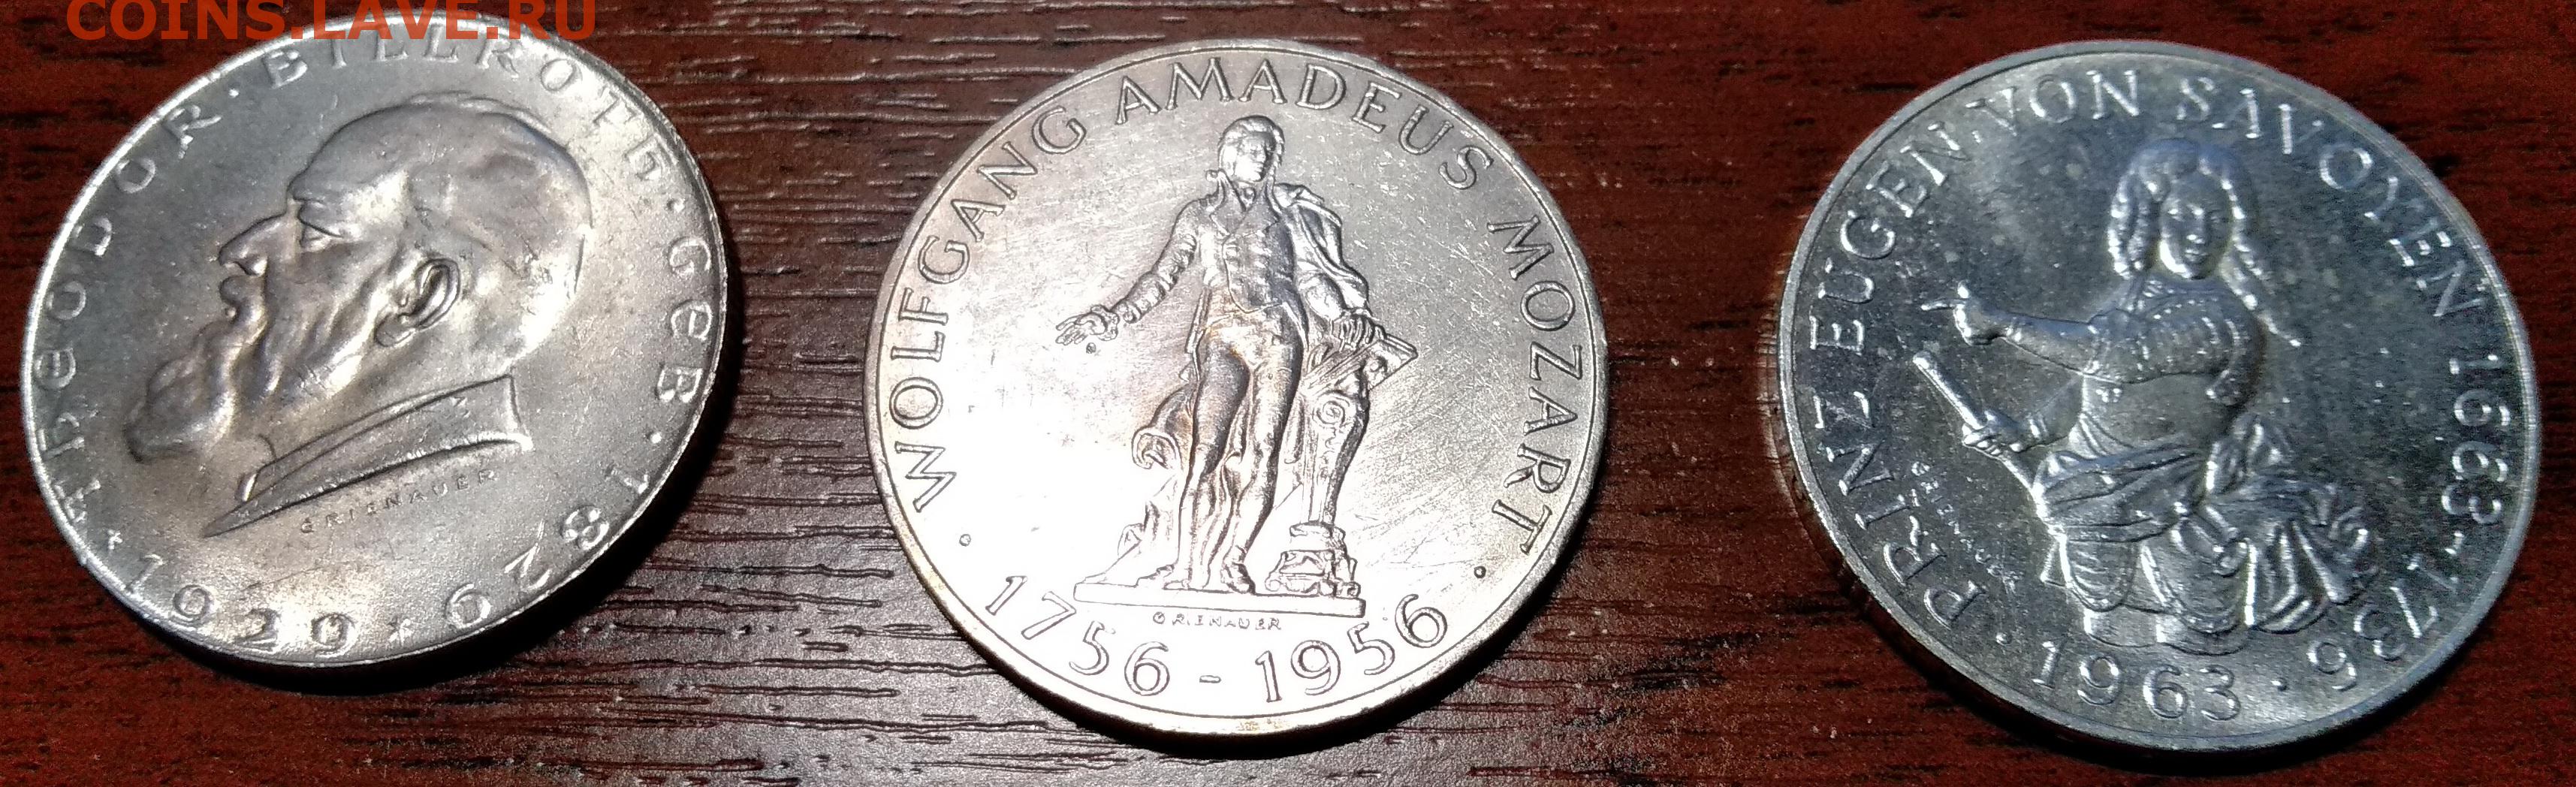 COINS.LAVE.RU
THEODOR · BILLROTH · GEB · 1829 · 62
GRIENAUER
1929
WOLFGANG AMADEUS MOZART
GRIENAUER
1756 - 1956
· PRINZ EUGEN · VON SAVOYEN 1663 - 1736
· 1963 ·